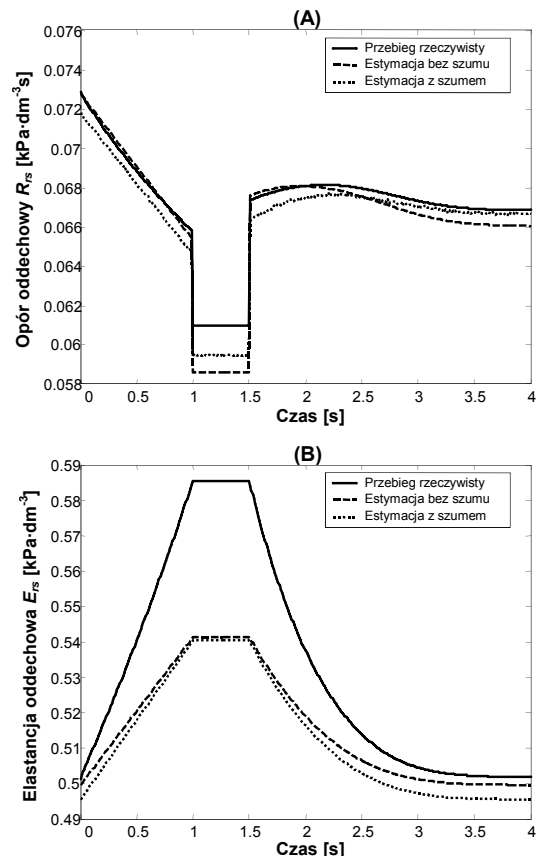 (A)
Opór oddechowy Rrs [kPa·dm-3s]
0.076
0.074
0.072
0.07
0.068
0.066
0.064
0.062
0.06
0.058
Przebieg rzeczywisty
Estymacja bez szumu
Estymacja z szumem
0 0.5 1 1.5 2 2.5 3 3.5 4
Czas [s]
(B)
Elastancja oddechowa Ers [kPa·dm-3]
0.59
0.58
0.57
0.56
0.55
0.54
0.53
0.52
0.51
0.5
0.49
Przebieg rzeczywisty
Estymacja bez szumu
Estymacja z szumem
0 0.5 1 1.5 2 2.5 3 3.5 4
Czas [s]